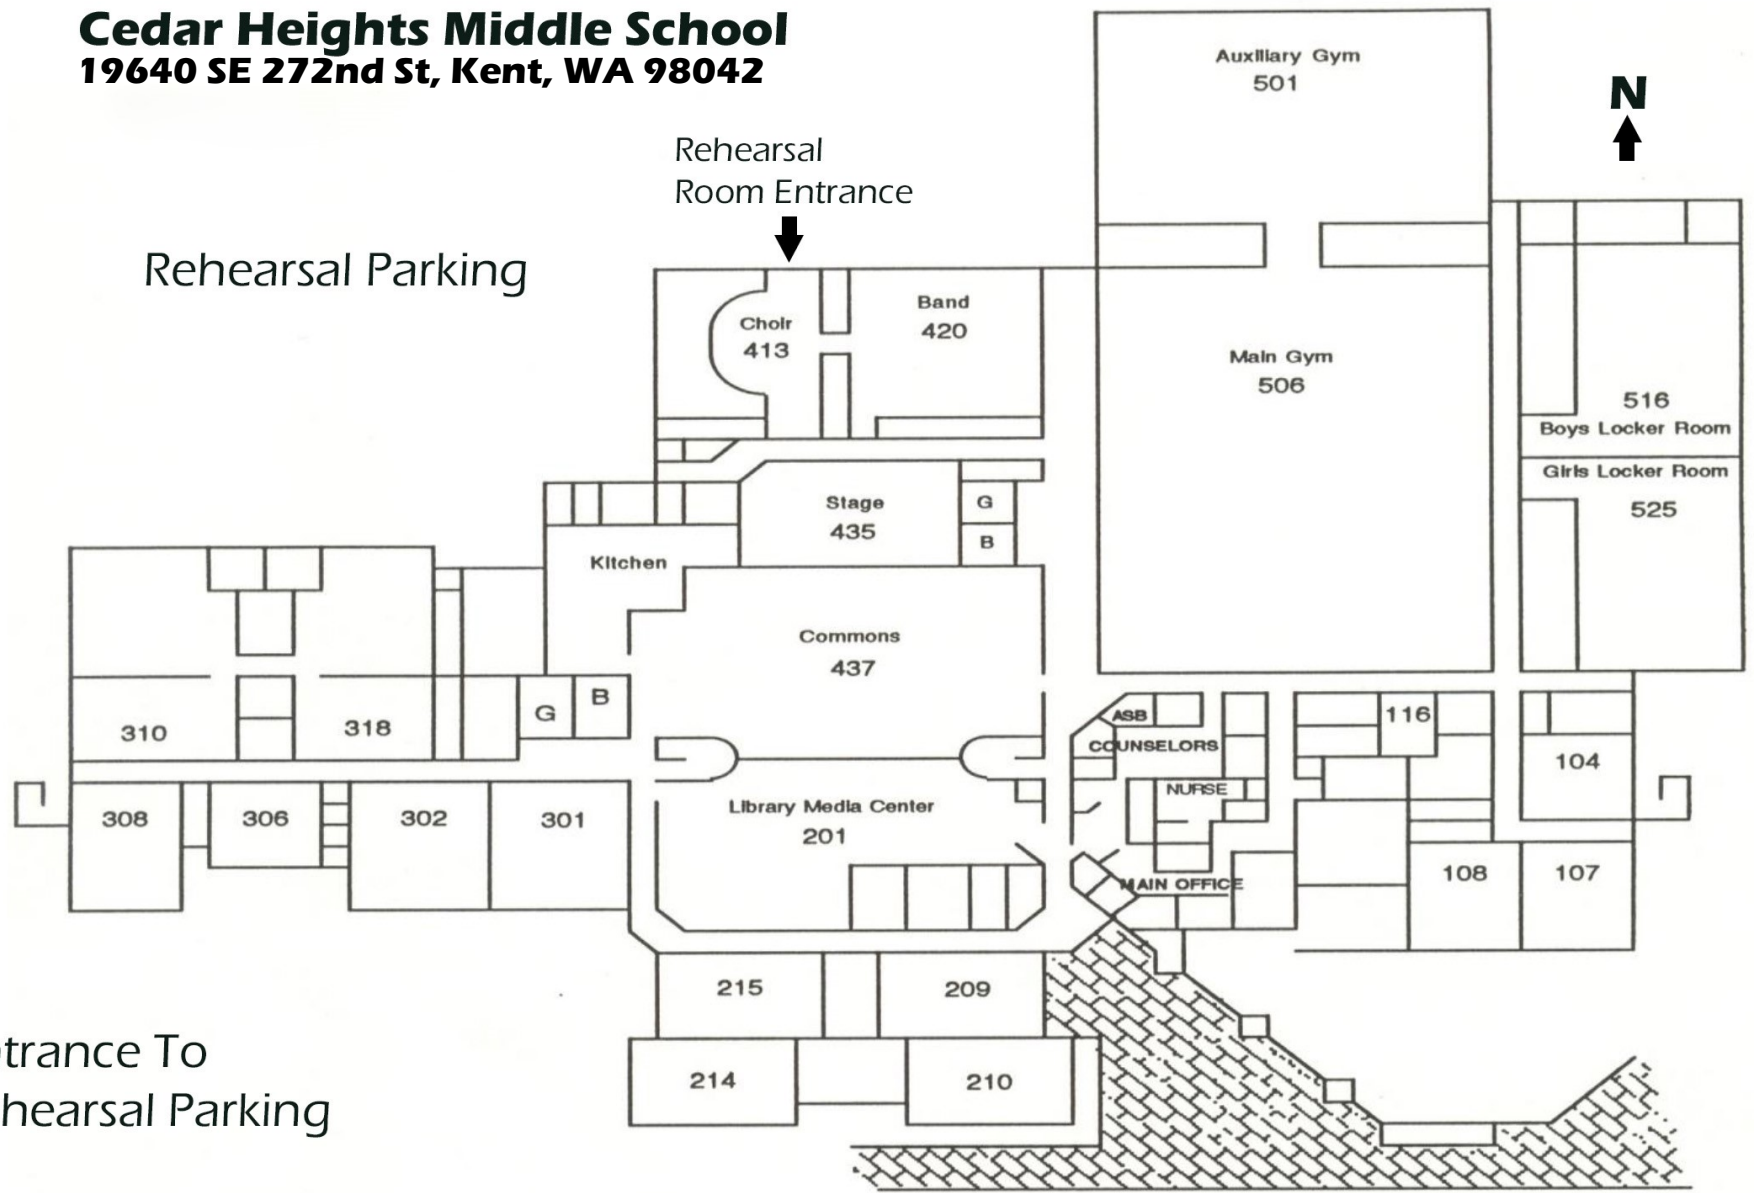 Cedar Heights Middle School
19640 SE 272nd St, Kent, WA 98042
Auxiliary Gym
501
N
Rehearsal
Room Entrance
Rehearsal Parking
Choir
413
Band
420
Main Gym
506
516
Boys Locker Room
Girls Locker Room
525
Stage
435
G
B
Kitchen
Commons
437
310
318
G
B
ASB
COUNSELORS
116
104
NURSE
308
306
302
301
Library Media Center
201
MAIN OFFICE
108
107
215
209
214
210
trance To
hearsal Parking